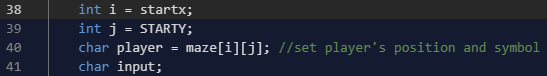 38 int i = startx;
39 int j = STARTY;
40 char player = maze[i][j]; //set player's position and symbol
41 char input;